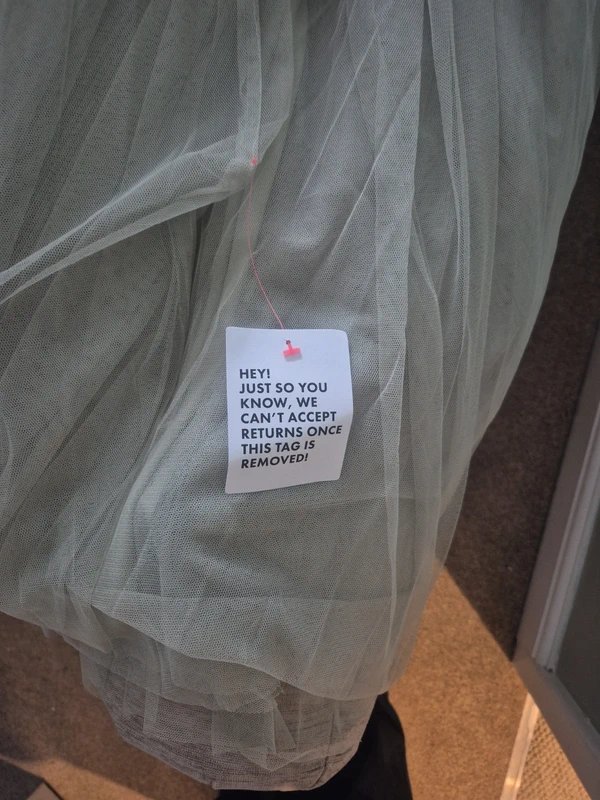 HEY!
JUST SO YOU
KNOW, WE
CAN'T ACCEPT
RETURNS ONCE
THIS TAG IS
REMOVED!